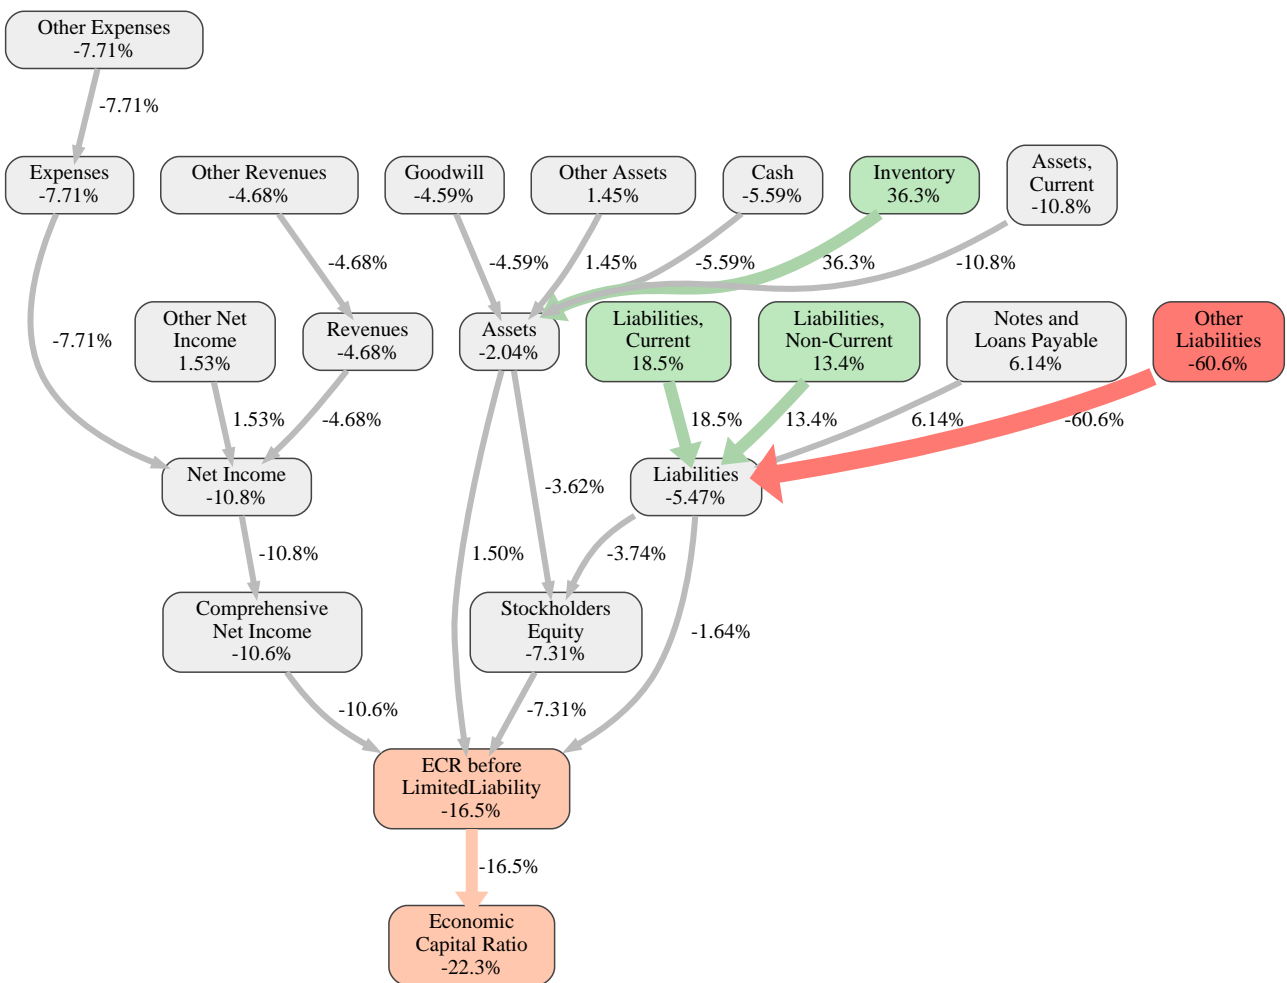 Other Expenses
-7.71%
-7.71%
Expenses
-7.71%
Other Revenues
-4.68%
Goodwill
-4.59%
Other Assets
1.45%
Cash
-5.59%
Inventory
36.3%
Assets,
Current
-10.8%
-4.68%
-4.59%
1.45%
-5.59%
36.3%
-10.8%
-7.71%
Other Net
Income
1.53%
Revenues
-4.68%
Assets
-2.04%
Liabilities,
Current
18.5%
Liabilities,
Non-Current
13.4%
Notes and
Loans Payable
6.14%
Other
Liabilities
-60.6%
1.53%
-4.68%
18.5%
13.4%
6.14%
-60.6%
Net Income
-10.8%
-3.62%
Liabilities
-5.47%
-10.8%
1.50%
-3.74%
Comprehensive
Net Income
-10.6%
Stockholders
Equity
-7.31%
-1.64%
-10.6%
-7.31%
ECR before
LimitedLiability
-16.5%
-16.5%
Economic
Capital Ratio
-22.3%